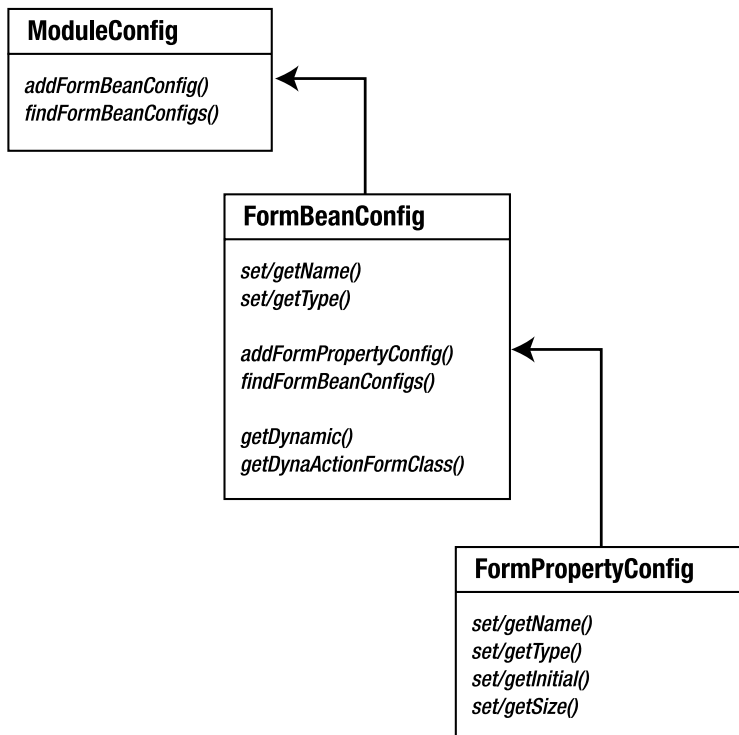 ModuleConfig
addFormBeanConfig()
findFormBeanConfigs()
FormBeanConfig
set/getName()
set/getType()
addFormPropertyConfig()
findFormBeanConfigs()
getDynamic()
getDynaActionFormClass()
FormPropertyConfig
set/getName()
set/getType()
set/getInitial()
set/getSize()